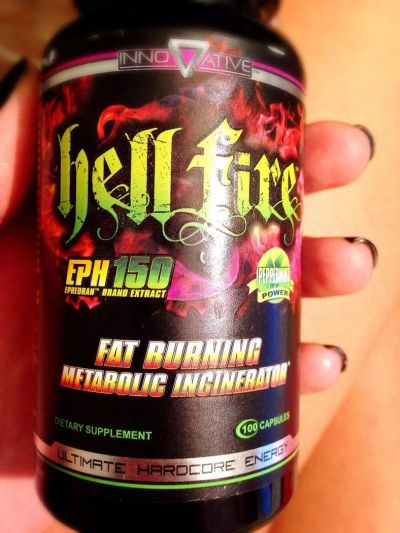 INNOVATIVE
hellfire
EPH 150
EPHEDRAN™ BRAND EXTRACT
PEPPERMINT
POWER
FAT BURNING
METABOLIC INCINERATOR*
DIETARY SUPPLEMENT
100 CAPSULES
ULTIMATE HARDCORE ENERGY